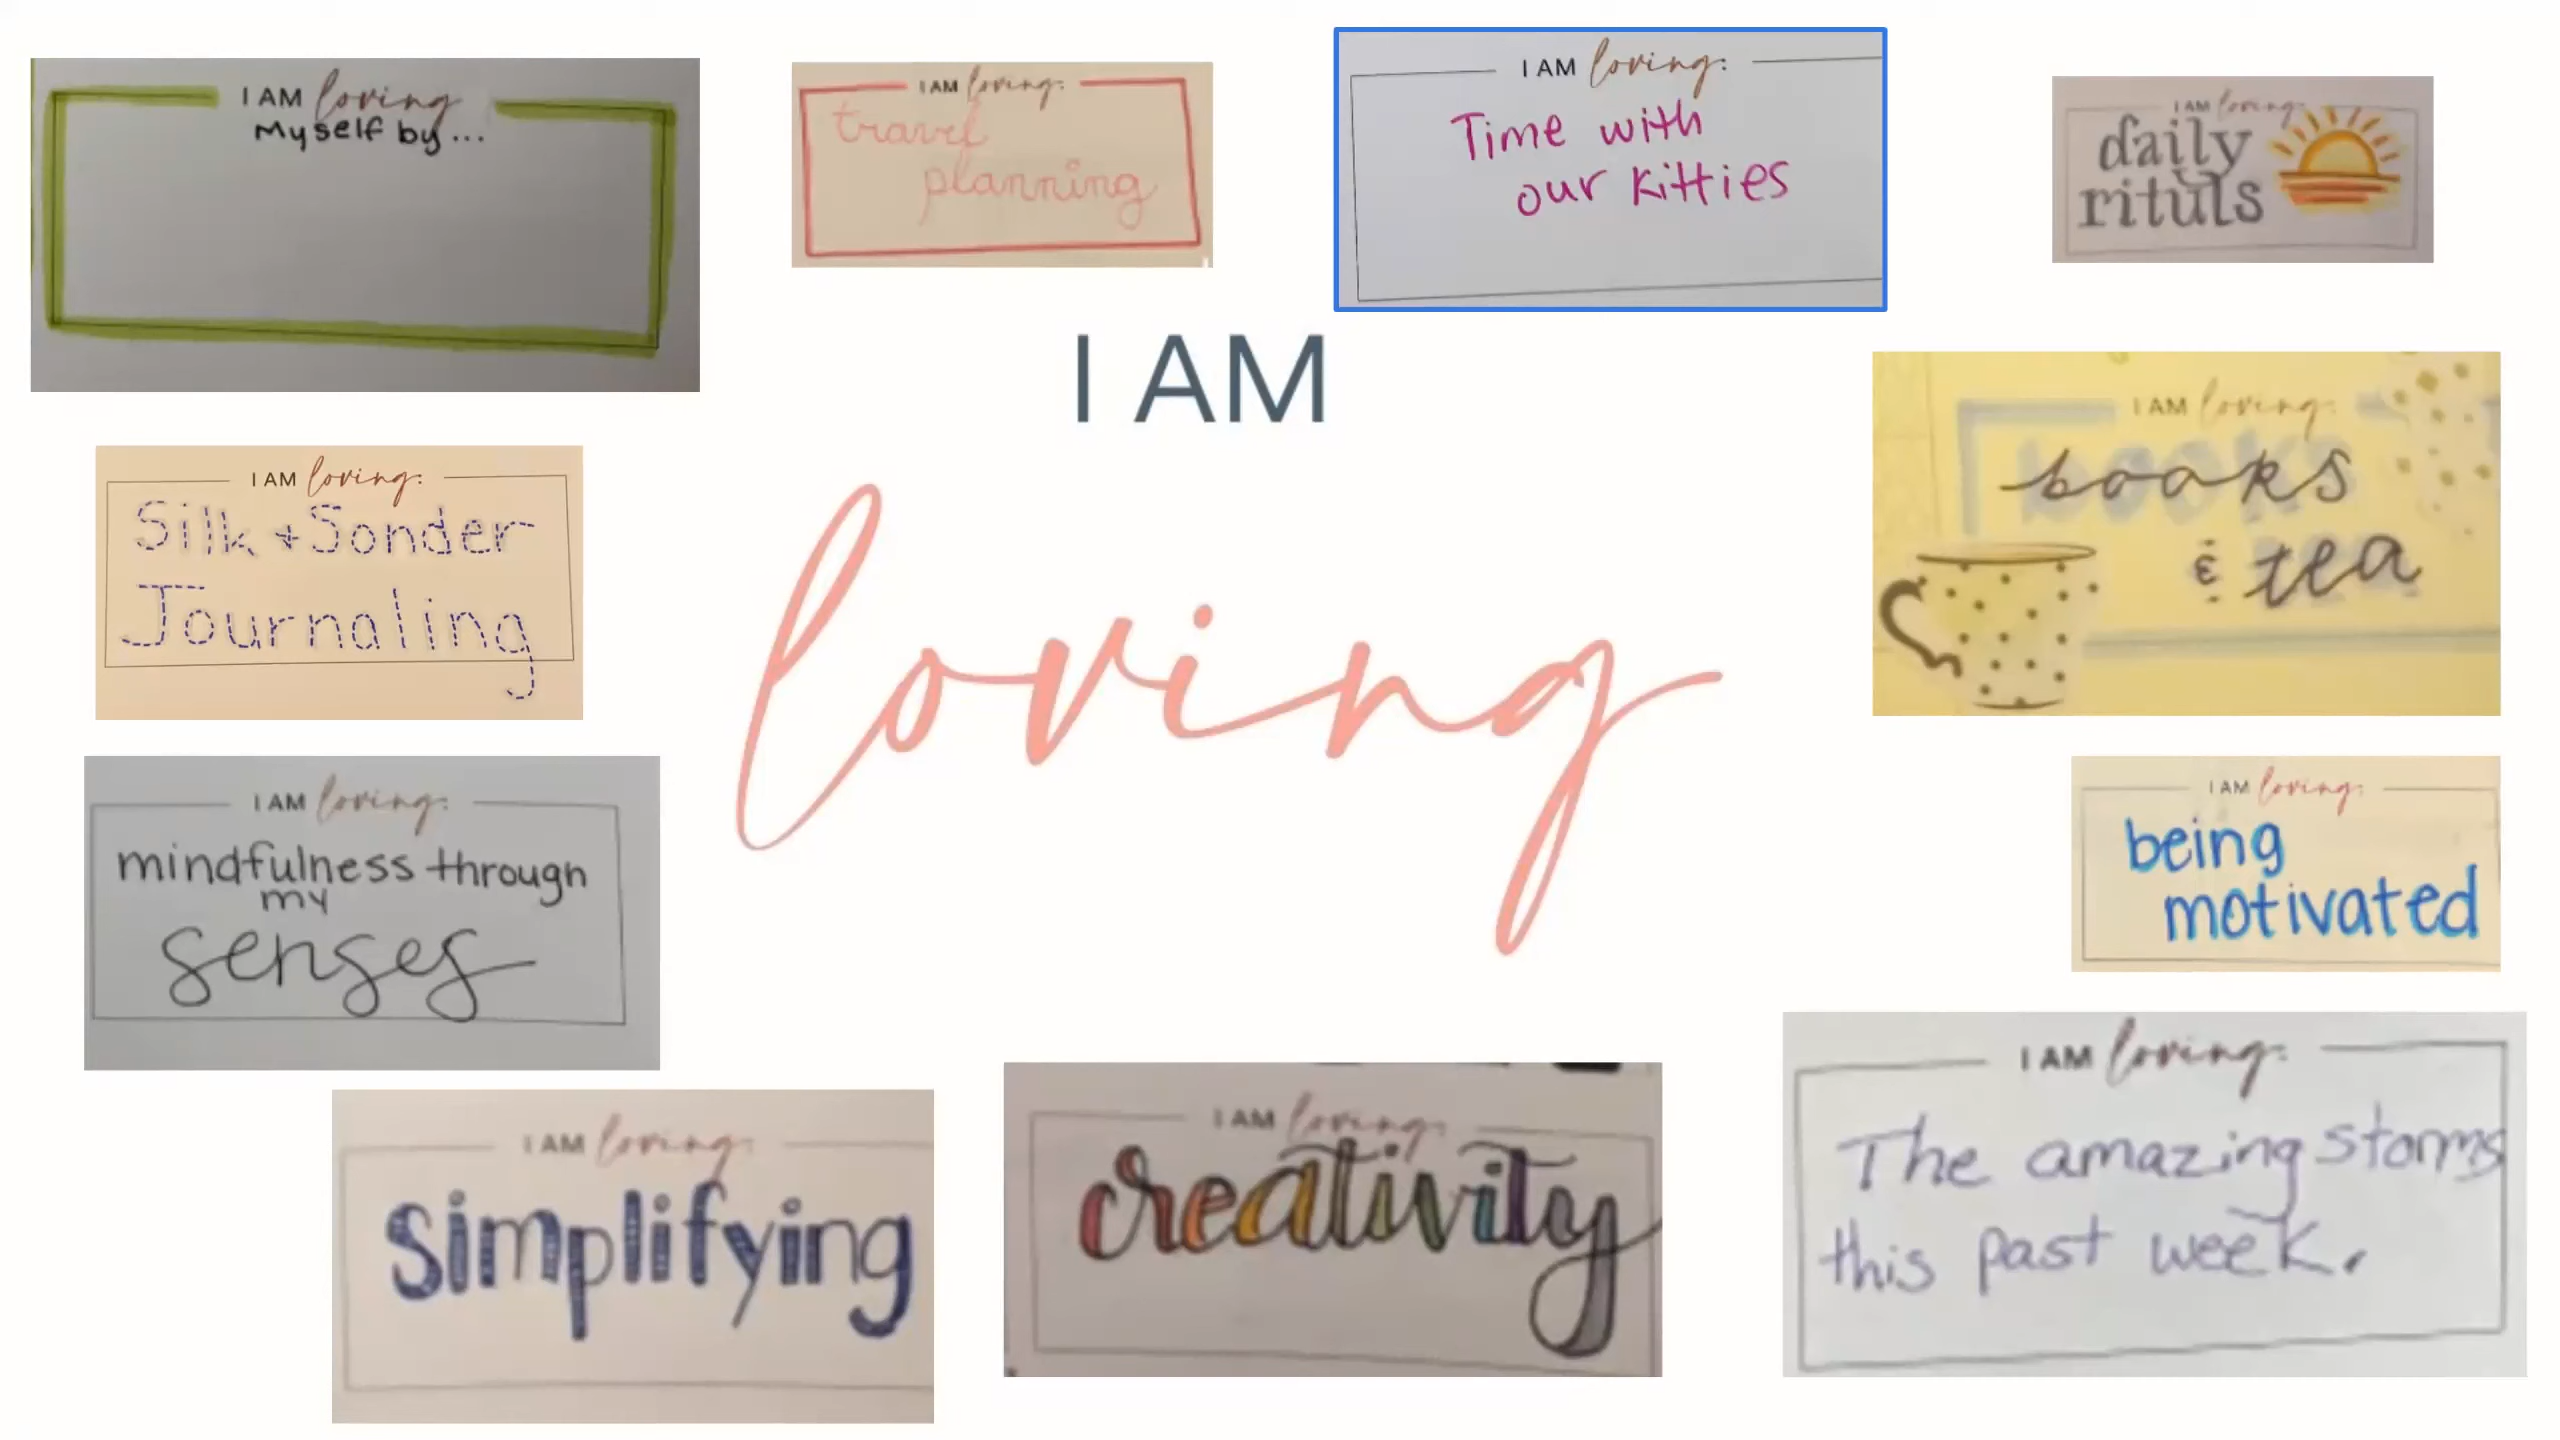 I AM loving
Myself by...
I AM loving:
travel
planning
I AM loving:
Time with
our kitties
I AM loving:
daily
rituls
I AM
loving
I AM loving:
Silk + Sonder
Journaling
I AM loving:
books
& tea
I AM loving:
mindfulness through
my
senses
I AM loving:
being
motivated
I AM loving:
simplifying
I AM loving:
creativity
I AM loving:
The amazing storms
this past week.